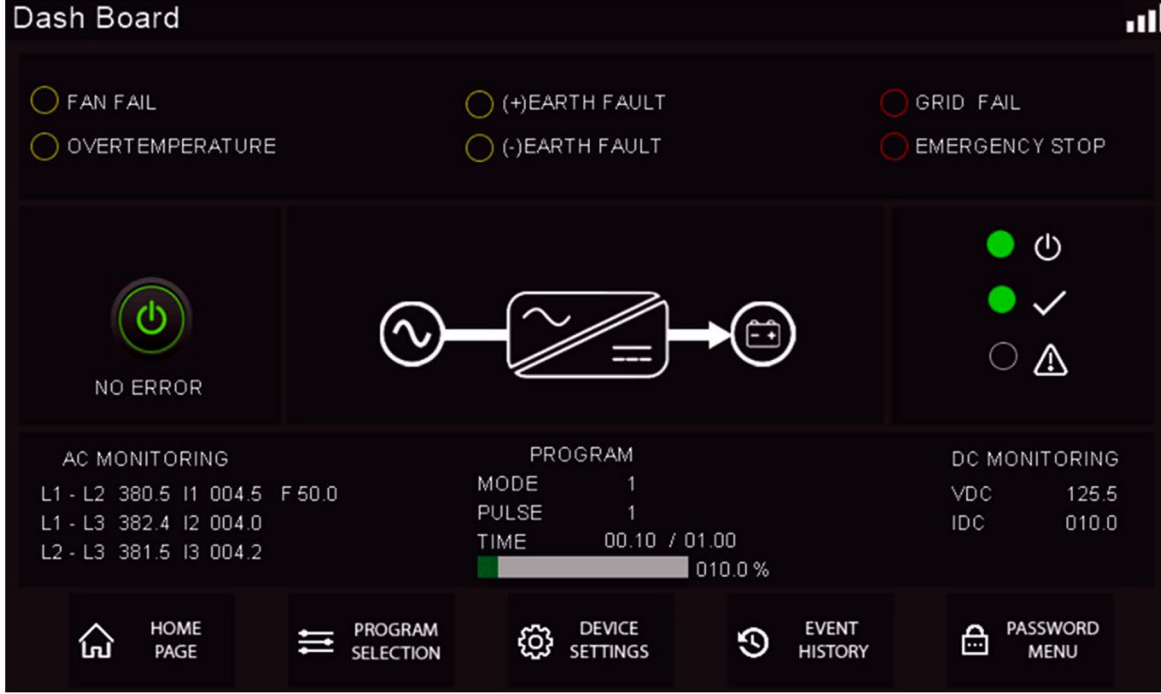 Dash Board
FAN FAIL
(+)EARTH FAULT
GRID FAIL
OVERTEMPERATURE
(-)EARTH FAULT
EMERGENCY STOP
NO ERROR
AC MONITORING
L1 - L2 380.5 I1 004.5 F 50.0
L1 - L3 382.4 I2 004.0
L2 - L3 381.5 I3 004.2
PROGRAM
MODE 1
PULSE 1
TIME 00.10 / 01.00
010.0 %
DC MONITORING
VDC 125.5
IDC 010.0
HOME
PAGE
PROGRAM
SELECTION
DEVICE
SETTINGS
EVENT
HISTORY
PASSWORD
MENU